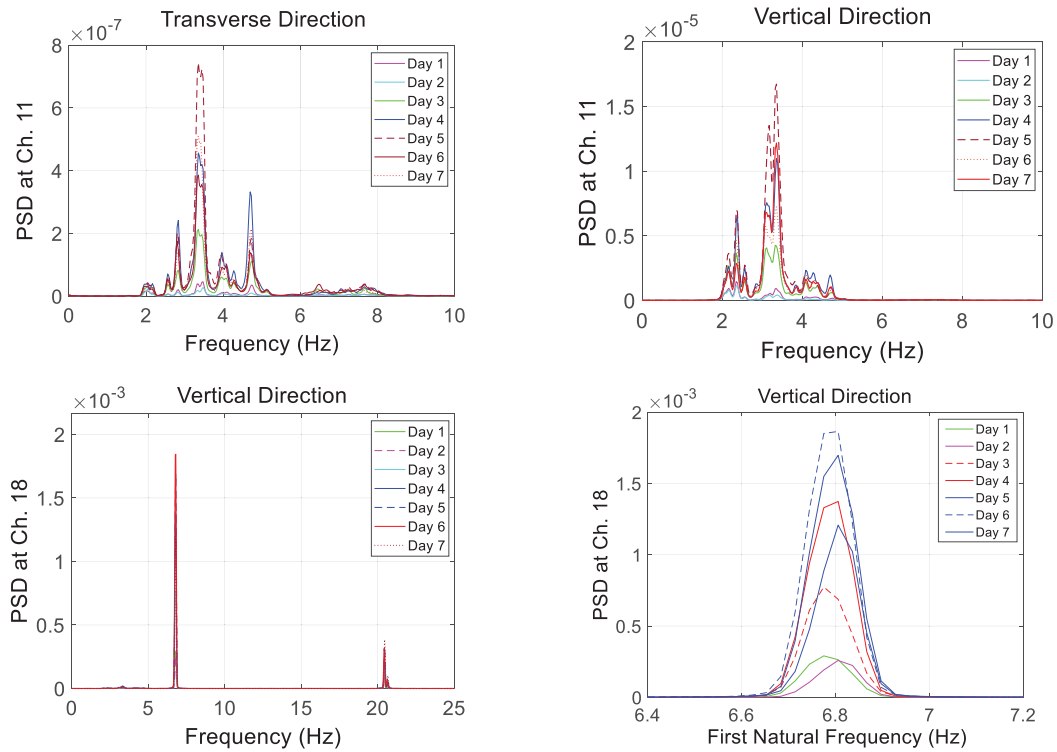 Transverse Direction
×10⁻⁷
8
6
4
2
0
0 2 4 6 8 10
PSD at Ch. 11
Frequency (Hz)
Day 1
Day 2
Day 3
Day 4
Day 5
Day 6
Day 7
Vertical Direction
×10⁻⁵
2
1.5
1
0.5
0
0 2 4 6 8 10
PSD at Ch. 11
Frequency (Hz)
Day 1
Day 2
Day 3
Day 4
Day 5
Day 6
Day 7
Vertical Direction
×10⁻³
2
1.5
1
0.5
0
0 5 10 15 20 25
PSD at Ch. 18
Frequency (Hz)
Day 1
Day 2
Day 3
Day 4
Day 5
Day 6
Day 7
Vertical Direction
×10⁻³
2
1.5
1
0.5
0
6.4 6.6 6.8 7 7.2
PSD at Ch. 18
First Natural Frequency (Hz)
Day 1
Day 2
Day 3
Day 4
Day 5
Day 6
Day 7